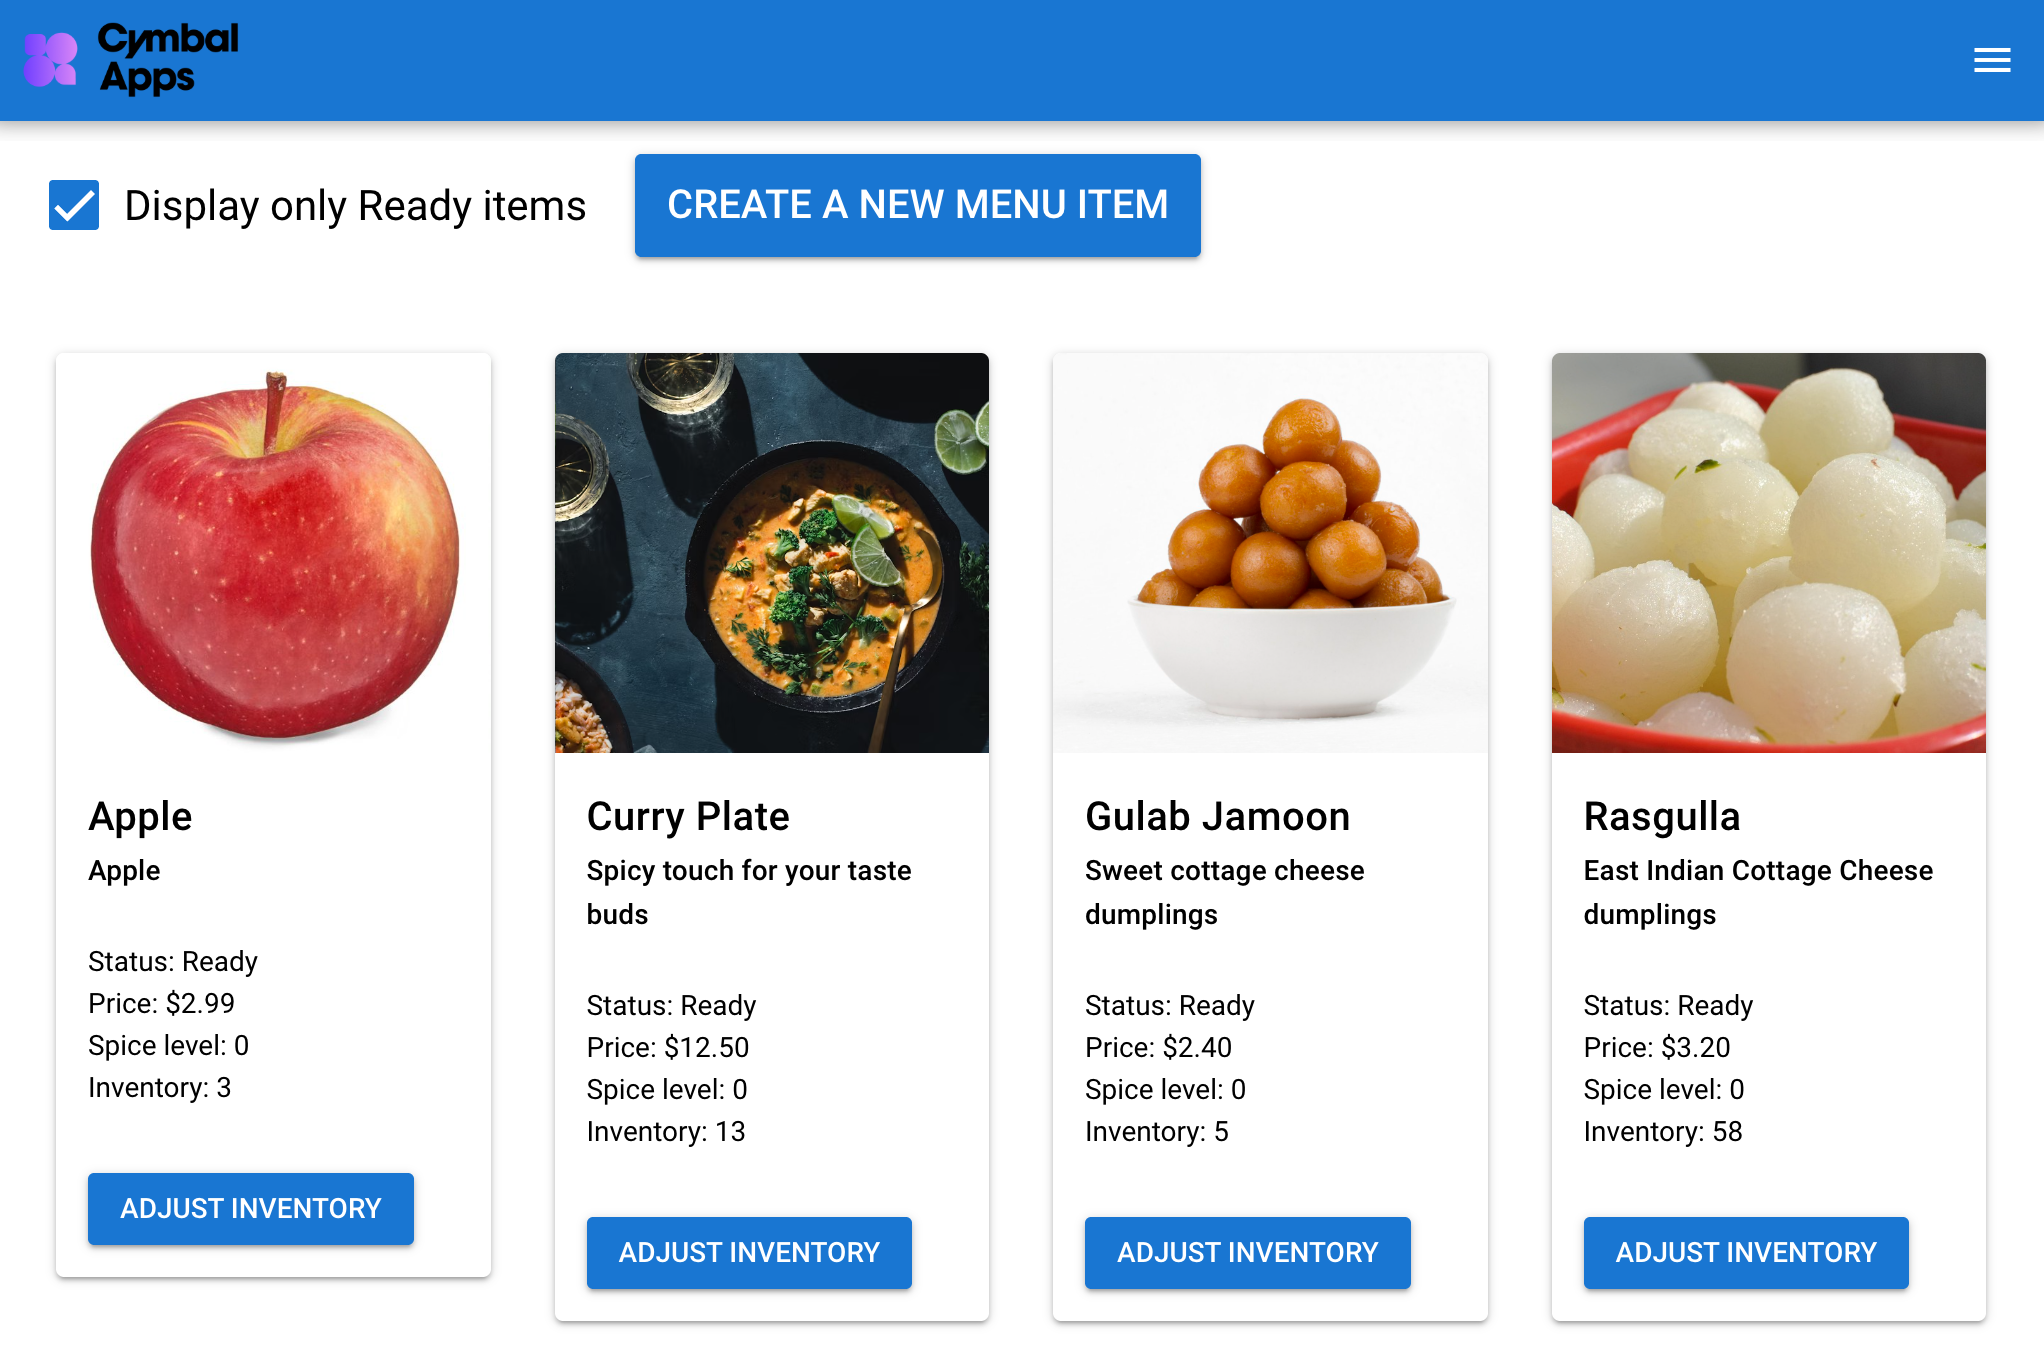 Cymbal
Apps
Display only Ready items
CREATE A NEW MENU ITEM
Apple
Apple
Status: Ready
Price: $2.99
Spice level: 0
Inventory: 3
ADJUST INVENTORY
Curry Plate
Spicy touch for your taste
buds
Status: Ready
Price: $12.50
Spice level: 0
Inventory: 13
ADJUST INVENTORY
Gulab Jamoon
Sweet cottage cheese
dumplings
Status: Ready
Price: $2.40
Spice level: 0
Inventory: 5
ADJUST INVENTORY
Rasgulla
East Indian Cottage Cheese
dumplings
Status: Ready
Price: $3.20
Spice level: 0
Inventory: 58
ADJUST INVENTORY